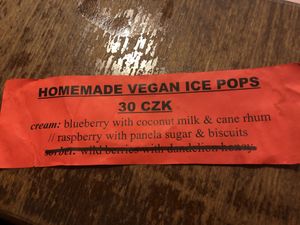 HOMEMADE VEGAN ICE POPS
30 CZK
cream: blueberry with coconut milk & cane rhum
// raspberry with panela sugar & biscuits
sorbet: wild berries with dandelion honey